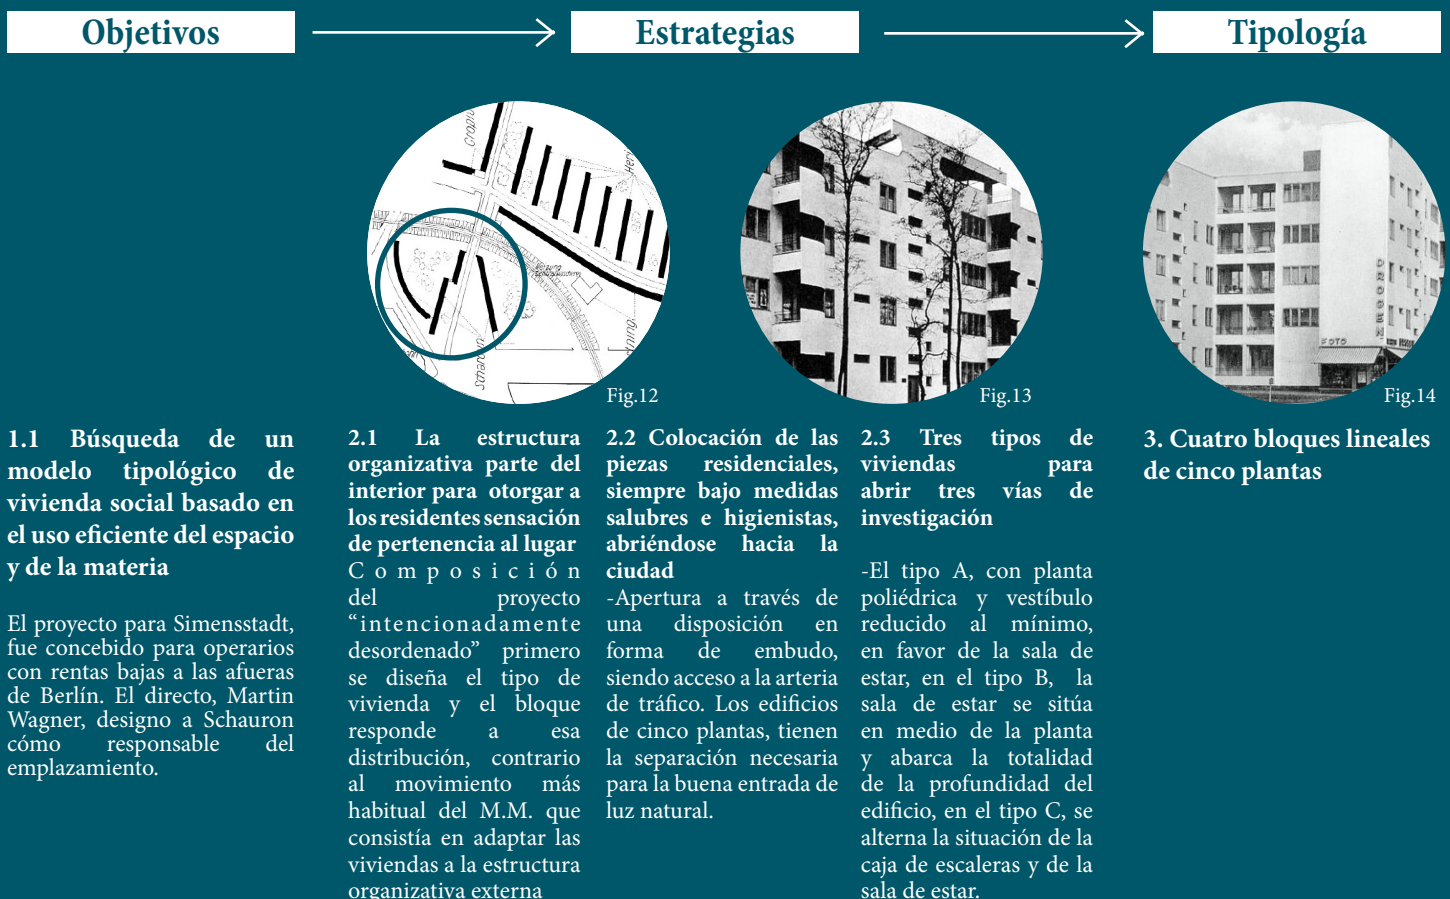 Objetivos
Estrategias
Tipología
Gropiu
Heri
Scharoun
Fig.12
DROGEN
FOTO
Fig.13
Fig.14
1.1 Búsqueda de un
modelo tipológico de
vivienda social basado en
el uso eficiente del espacio
y de la materia
El proyecto para Simensstadt,
fue concebido para operarios
con rentas bajas a las afueras
de Berlín. El directo, Martin
Wagner, designo a Schauron
cómo responsable del
emplazamiento.
2.1 La estructura
organizativa parte del
interior para otorgar a
los residentes sensación
de pertenencia al lugar
Composición
del proyecto
“intencionadamente
desordenado” primero
se diseña el tipo de
vivienda y el bloque
responde a esa
distribución, contrario
al movimiento más
habitual del M.M. que
consistía en adaptar las
viviendas a la estructura
organizativa externa
2.2 Colocación de las
piezas residenciales,
siempre bajo medidas
salubres e higienistas,
abriéndose hacia la
ciudad
-Apertura a través de
una disposición en
forma de embudo,
siendo acceso a la arteria
de tráfico. Los edificios
de cinco plantas, tienen
la separación necesaria
para la buena entrada de
luz natural.
2.3 Tres tipos de
viviendas para
abrir tres vías de
investigación
-El tipo A, con planta
poliédrica y vestíbulo
reducido al mínimo,
en favor de la sala de
estar, en el tipo B, la
sala de estar se sitúa
en medio de la planta
y abarca la totalidad
de la profundidad del
edificio, en el tipo C, se
alterna la situación de la
caja de escaleras y de la
sala de estar.
3. Cuatro bloques lineales
de cinco plantas